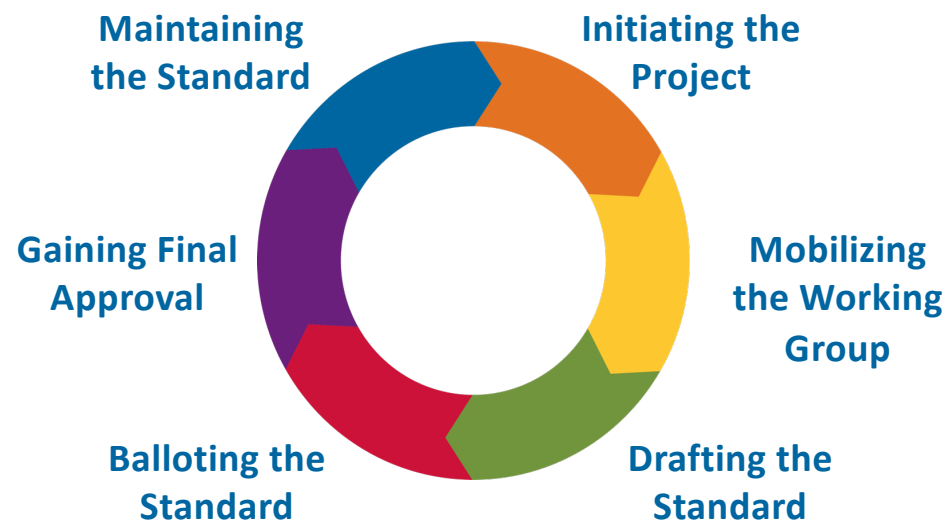 Initiating the
Project
Mobilizing
the Working
Group
Drafting the
Standard
Balloting the
Standard
Gaining Final
Approval
Maintaining
the Standard